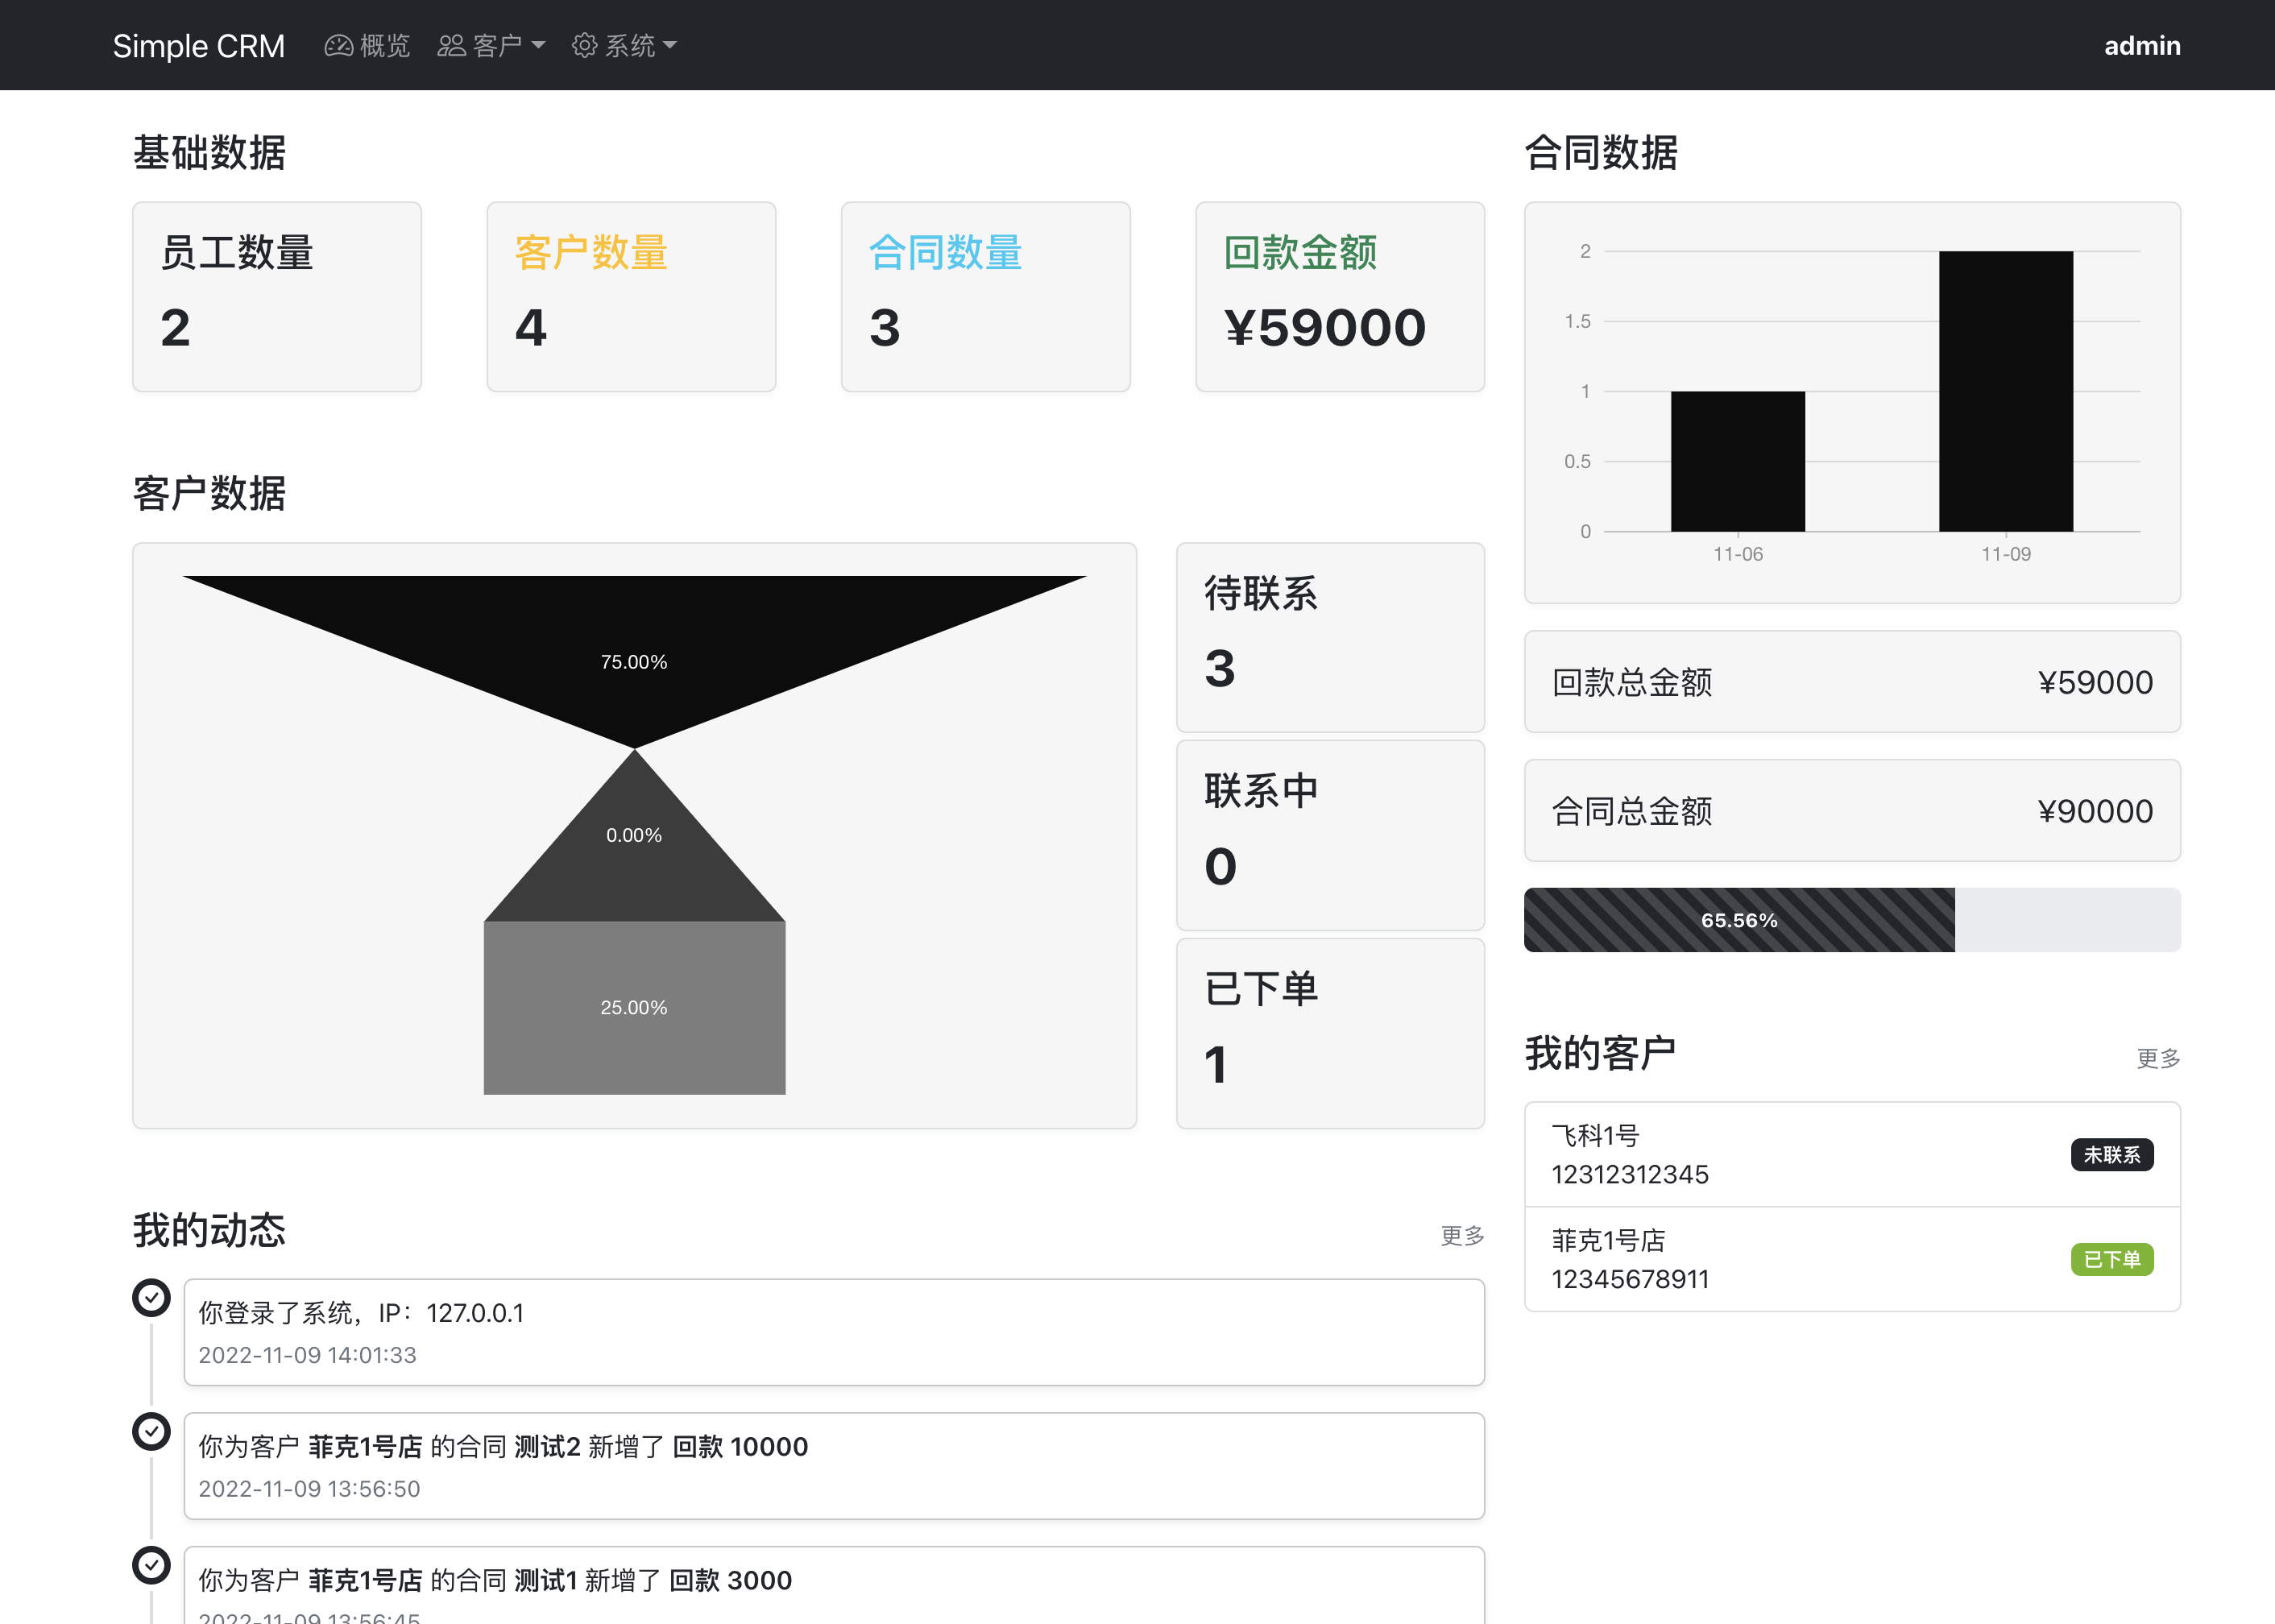 Simple CRM 概览 客户 系统 admin
基础数据
员工数量
2
客户数量
4
合同数量
3
回款金额
¥59000
客户数据
75.00%
0.00%
25.00%
待联系
3
联系中
0
已下单
1
我的动态 更多
你登录了系统，IP：127.0.0.1
2022-11-09 14:01:33
你为客户 菲克1号店 的合同 测试2 新增了 回款 10000
2022-11-09 13:56:50
你为客户 菲克1号店 的合同 测试1 新增了 回款 3000
2022-11-09 13:56:45
合同数据
2
1.5
1
0.5
0
11-06 11-09
回款总金额 ¥59000
合同总金额 ¥90000
65.56%
我的客户 更多
飞科1号
12312312345
未联系
菲克1号店
12345678911
已下单